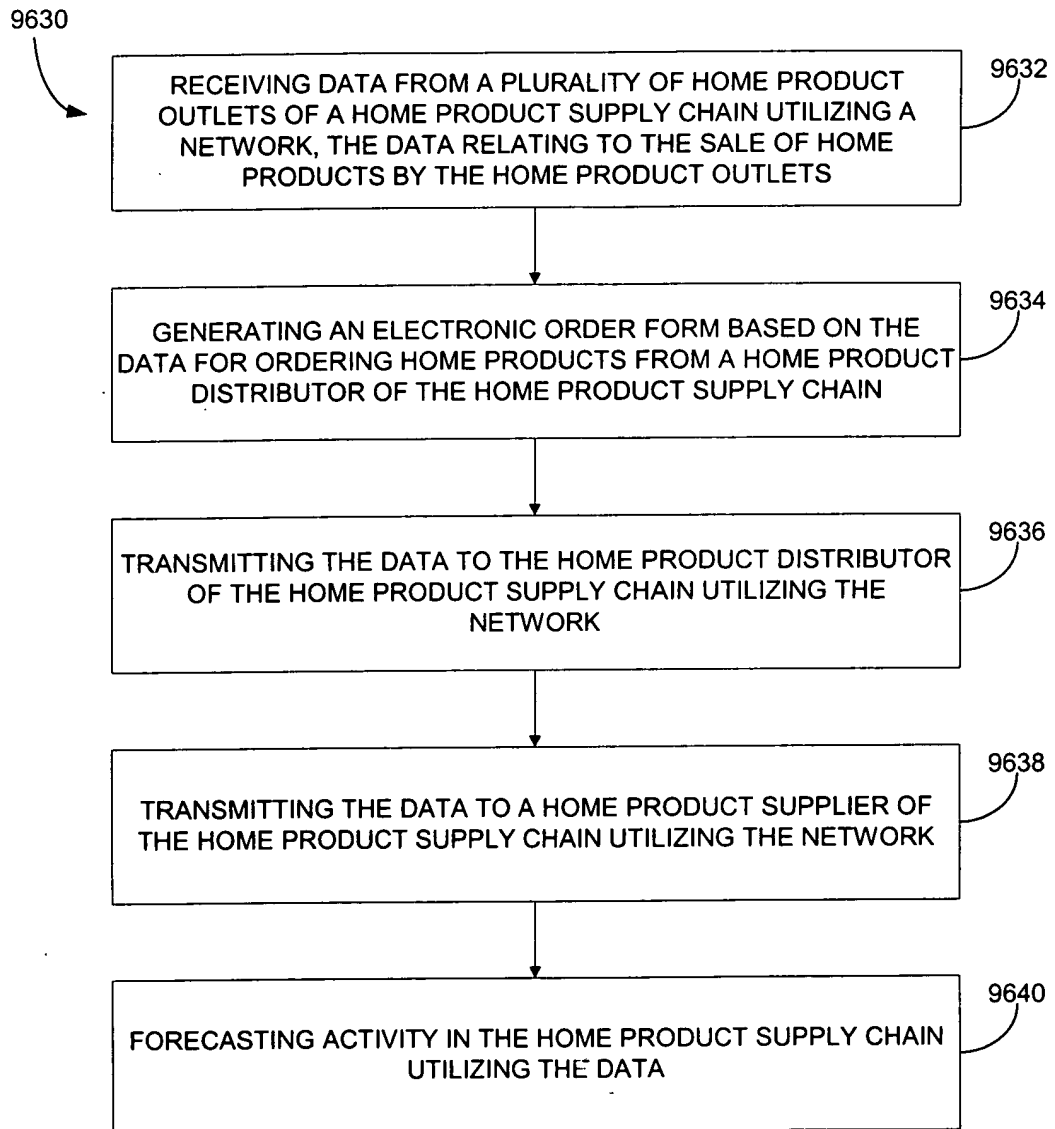 9630
RECEIVING DATA FROM A PLURALITY OF HOME PRODUCT
OUTLETS OF A HOME PRODUCT SUPPLY CHAIN UTILIZING A
NETWORK, THE DATA RELATING TO THE SALE OF HOME
PRODUCTS BY THE HOME PRODUCT OUTLETS
9632
GENERATING AN ELECTRONIC ORDER FORM BASED ON THE
DATA FOR ORDERING HOME PRODUCTS FROM A HOME PRODUCT
DISTRIBUTOR OF THE HOME PRODUCT SUPPLY CHAIN
9634
TRANSMITTING THE DATA TO THE HOME PRODUCT DISTRIBUTOR
OF THE HOME PRODUCT SUPPLY CHAIN UTILIZING THE
NETWORK
9636
TRANSMITTING THE DATA TO A HOME PRODUCT SUPPLIER OF
THE HOME PRODUCT SUPPLY CHAIN UTILIZING THE NETWORK
9638
FORECASTING ACTIVITY IN THE HOME PRODUCT SUPPLY CHAIN
UTILIZING THE DATA
9640